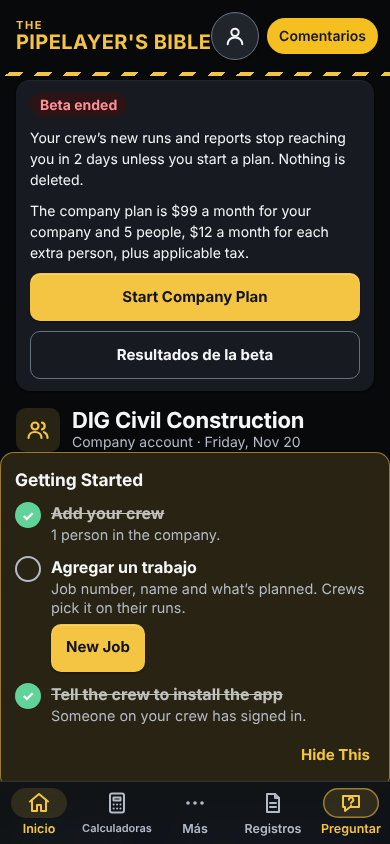 THE
PIPELAYER'S BIBLE
Comentarios
Beta ended
Your crew's new runs and reports stop reaching
you in 2 days unless you start a plan. Nothing is
deleted.
The company plan is $99 a month for your
company and 5 people, $12 a month for each
extra person, plus applicable tax.
Start Company Plan
Resultados de la beta
DIG Civil Construction
Company account · Friday, Nov 20
Getting Started
Add your crew
1 person in the company.
Agregar un trabajo
Job number, name and what's planned. Crews
pick it on their runs.
New Job
Tell the crew to install the app
Someone on your crew has signed in.
Hide This
Inicio
Calculadoras
Más
Registros
Preguntar